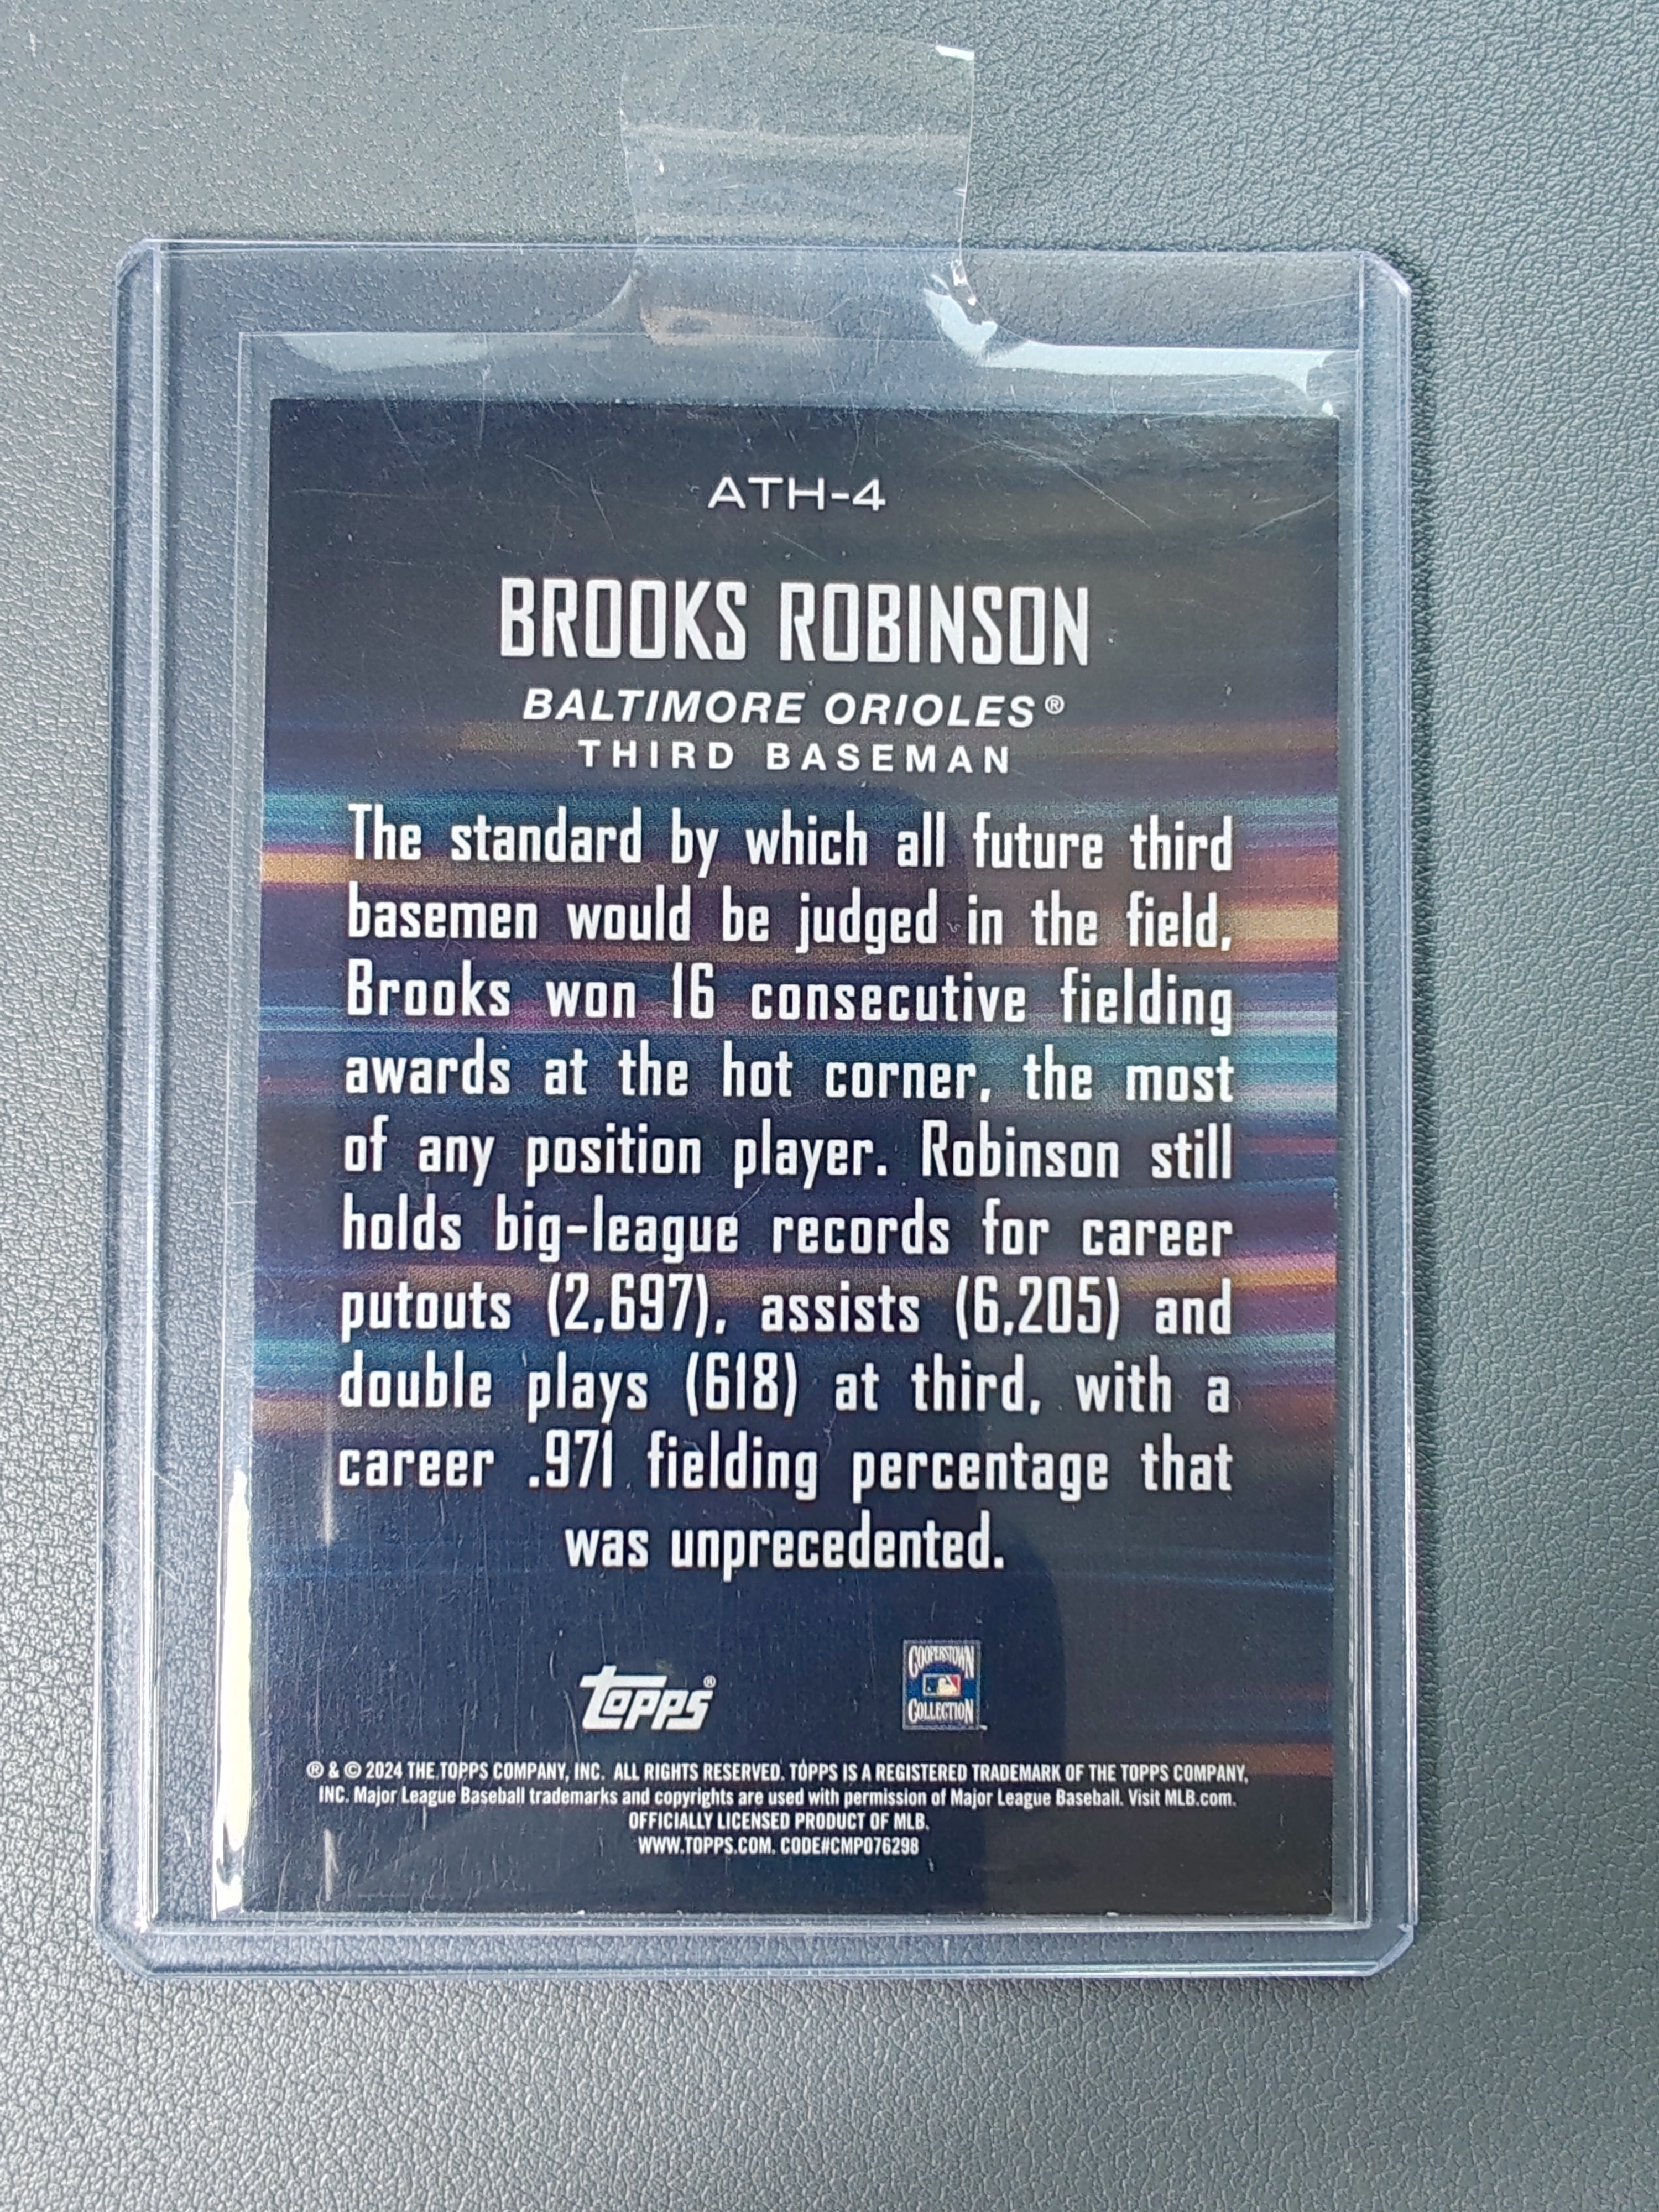 ATH-4
BROOKS ROBINSON
BALTIMORE ORIOLES®
THIRD BASEMAN
The standard by which all future third
basemen would be judged in the field,
Brooks won 16 consecutive fielding
awards at the hot corner, the most
of any position player. Robinson still
holds big-league records for career
putouts (2,697), assists (6,205) and
double plays (618) at third, with a
career .971 fielding percentage that
was unprecedented.
topps®
COOPERSTOWN
COLLECTION
® & © 2024 THE TOPPS COMPANY, INC. ALL RIGHTS RESERVED. TOPPS IS A REGISTERED TRADEMARK OF THE TOPPS COMPANY,
INC. Major League Baseball trademarks and copyrights are used with permission of Major League Baseball. Visit MLB.com.
OFFICIALLY LICENSED PRODUCT OF MLB.
WWW.TOPPS.COM. CODE#CMP076298